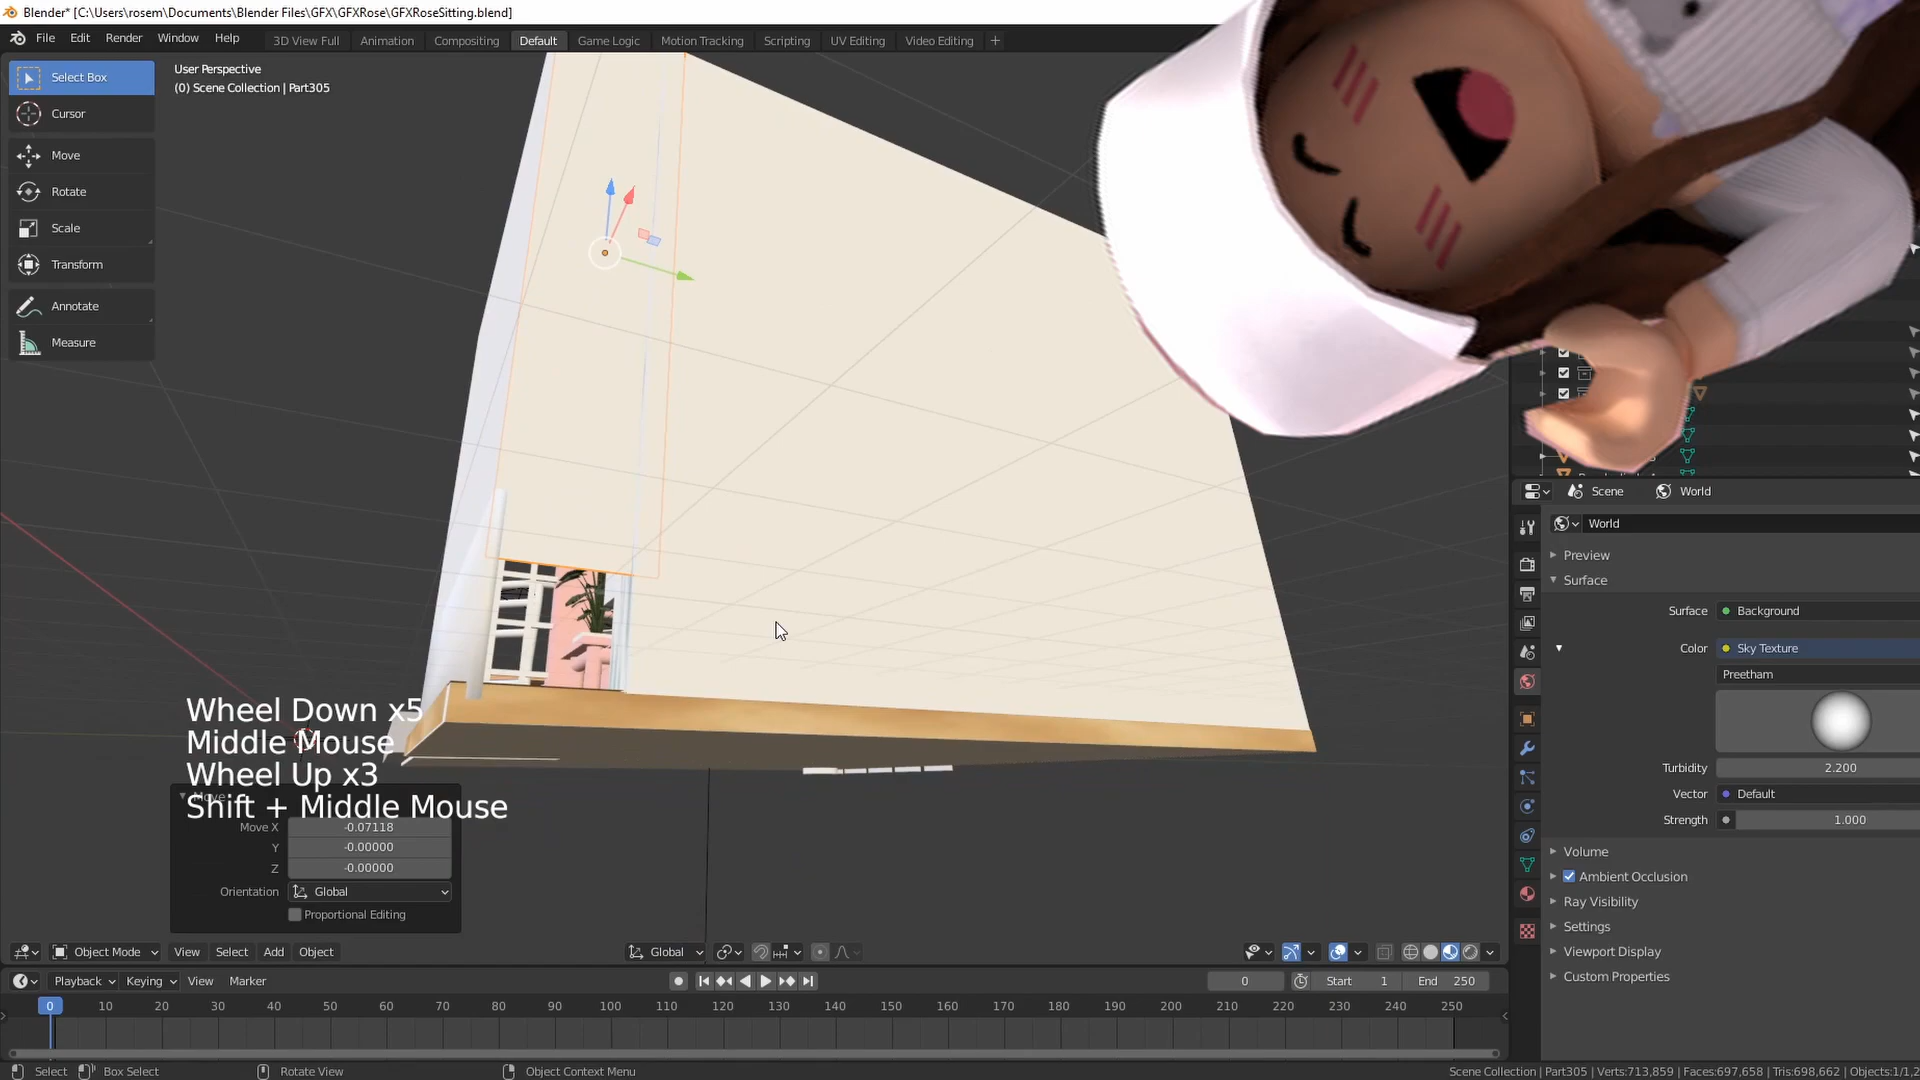 Blender* [C:\Users\rosem\Documents\Blender Files\GFX\GFXRose\GFXRoseSitting.blend]
File Edit Render Window Help 3D View Full Animation Compositing Default Game Logic Motion Tracking Scripting UV Editing Video Editing +
Select Box
Cursor
Move
Rotate
Scale
Transform
Annotate
Measure
User Perspective
(0) Scene Collection | Part305
Wheel Down x5
Middle Mouse
Wheel Up x3
Shift + Middle Mouse
Move X -0.07118
Y -0.00000
Z -0.00000
Orientation Global
Proportional Editing
Scene World
World
Preview
Surface
Surface Background
Color Sky Texture
Preetham
Turbidity 2.200
Vector Default
Strength 1.000
Volume
Ambient Occlusion
Ray Visibility
Settings
Viewport Display
Custom Properties
Object Mode View Select Add Object Global
Playback Keying View Marker 0 Start 1 End 250
0 10 20 30 40 50 60 70 80 90 100 110 120 130 140 150 160 170 180 190 200 210 220 230 240 250
Select Box Select Rotate View Object Context Menu Scene Collection | Part305 | Verts:713,859 | Faces:697,658 | Tris:698,662 | Objects:1/1,2